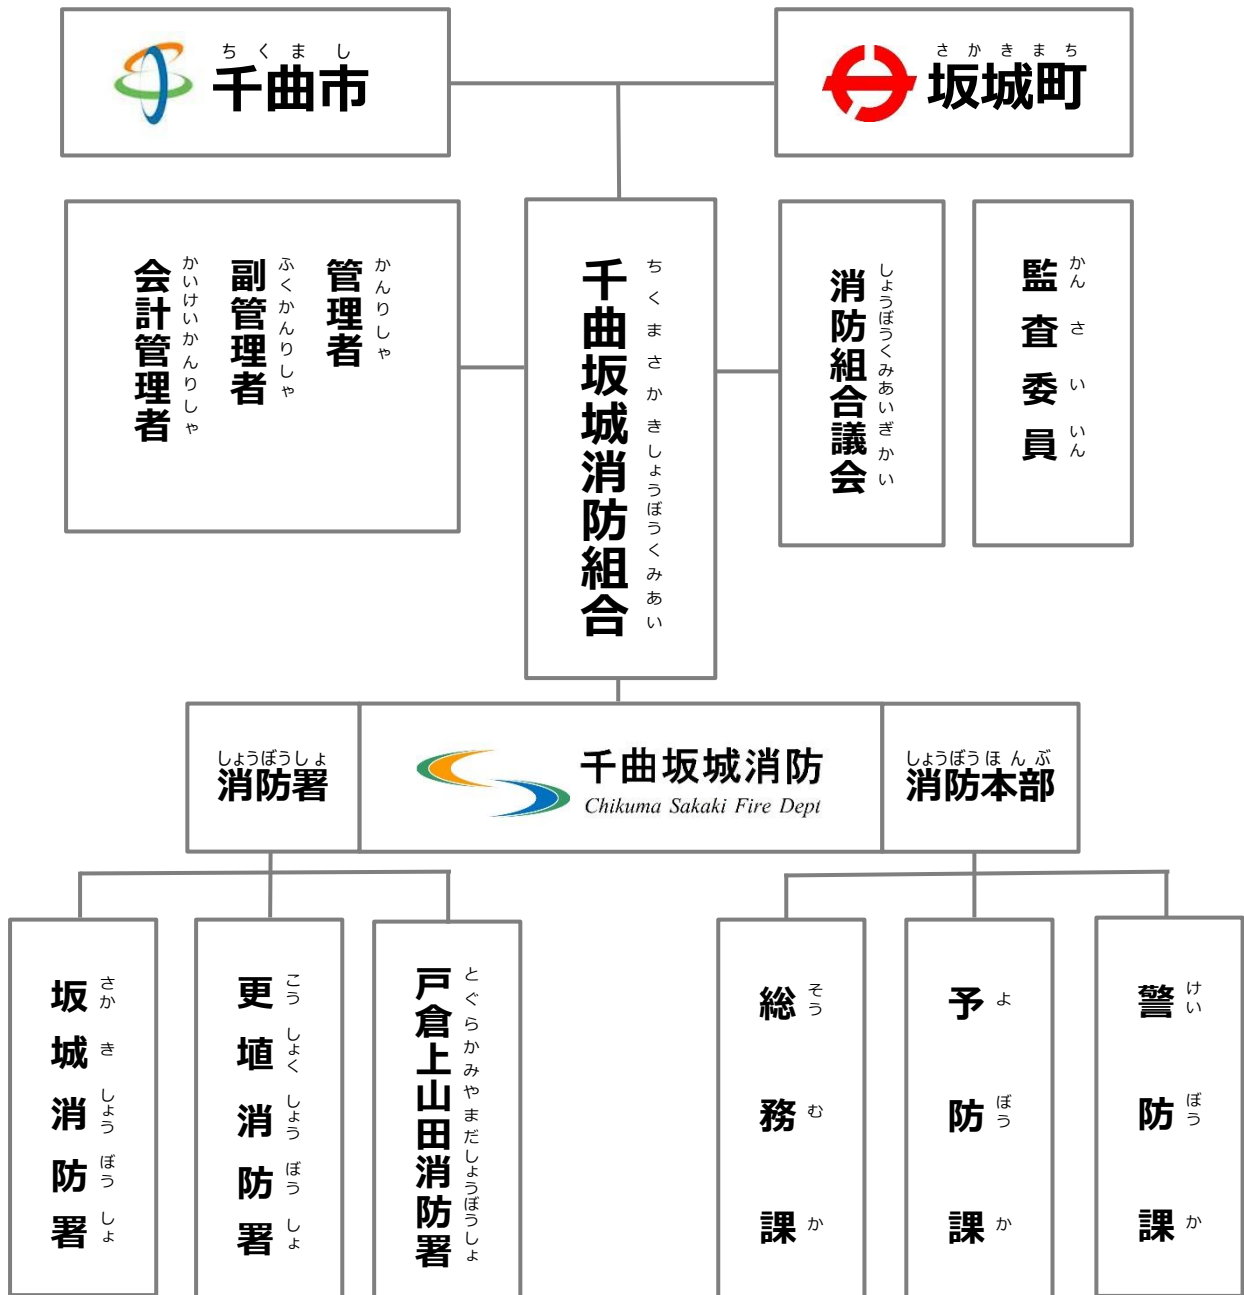 ちくまし
千曲市
さかきまち
坂城町
かんりしゃ
管理者
ふくかんりしゃ
副管理者
かいけいかんりしゃ
会計管理者
ちくまさかきしょうぼうくみあい
千曲坂城消防組合
しょうぼうくみあいぎかい
消防組合議会
かんさいいん
監査委員
しょうぼうしょ
消防署
千曲坂城消防
Chikuma Sakaki Fire Dept
しょうぼうほんぶ
消防本部
さかきしょうぼうしょ
坂城消防署
こうしょくしょうぼうしょ
更埴消防署
とぐらかみやまだしょうぼうしょ
戸倉上山田消防署
そうむか
総務課
よぼうか
予防課
けいぼうか
警防課